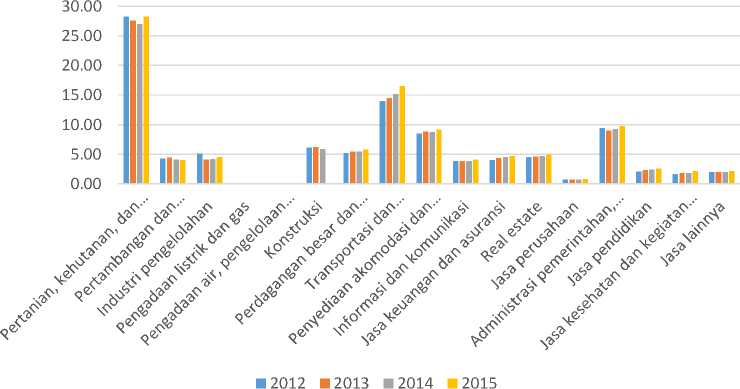 30.00
25.00
20.00
15.00
10.00
5.00
0.00
Pertanian, kehutanan, dan...
Pertambangan dan...
Industri pengelolahan
Pengadaan listrik dan gas
Pengadaan air, pengelolaan...
Konstruksi
Perdagangan besar dan...
Transportasi dan...
Penyediaan akomodasi dan...
Informasi dan komunikasi
Jasa keuangan dan asuransi
Real estate
Jasa perusahaan
Administrasi pemerintahan,...
Jasa pendidikan
Jasa kesehatan dan kegiatan...
Jasa lainnya
2012 2013 2014 2015